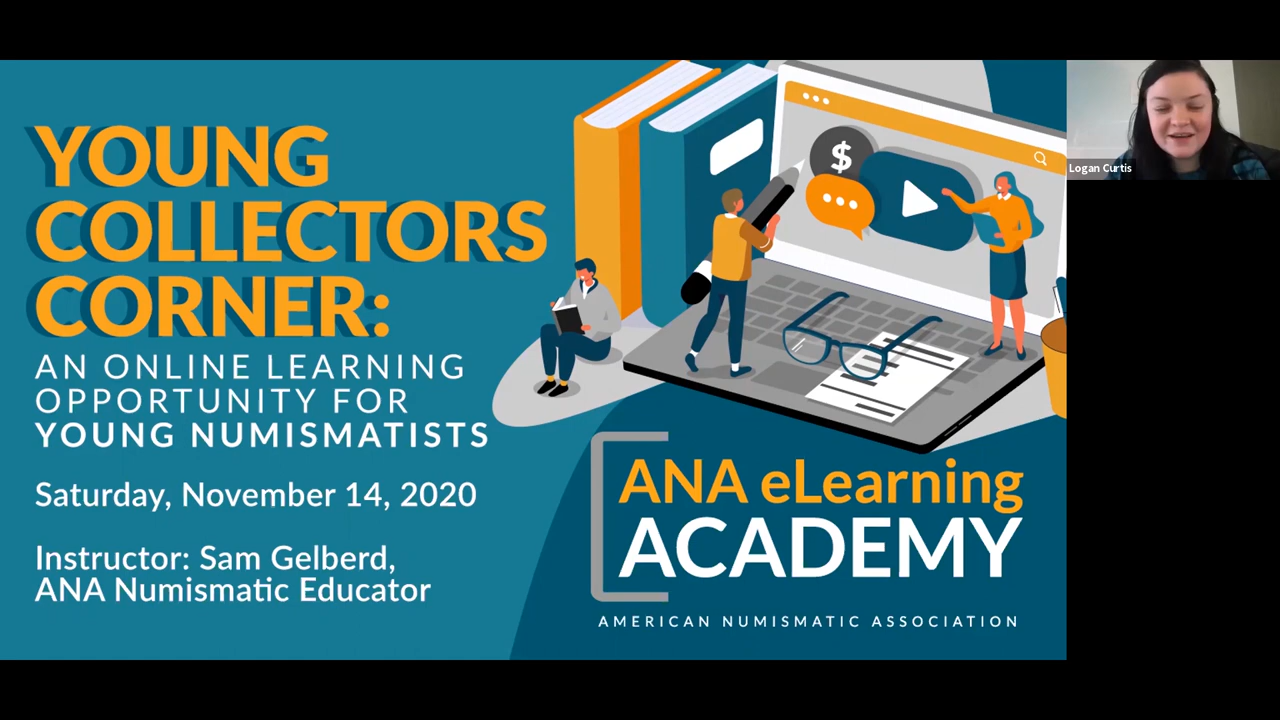 YOUNG
COLLECTORS
CORNER:
AN ONLINE LEARNING
OPPORTUNITY FOR
YOUNG NUMISMATISTS
Saturday, November 14, 2020
Instructor: Sam Gelberd,
ANA Numismatic Educator
$
ANA eLearning
ACADEMY
AMERICAN NUMISMATIC ASSOCIATION
Logan Curtis